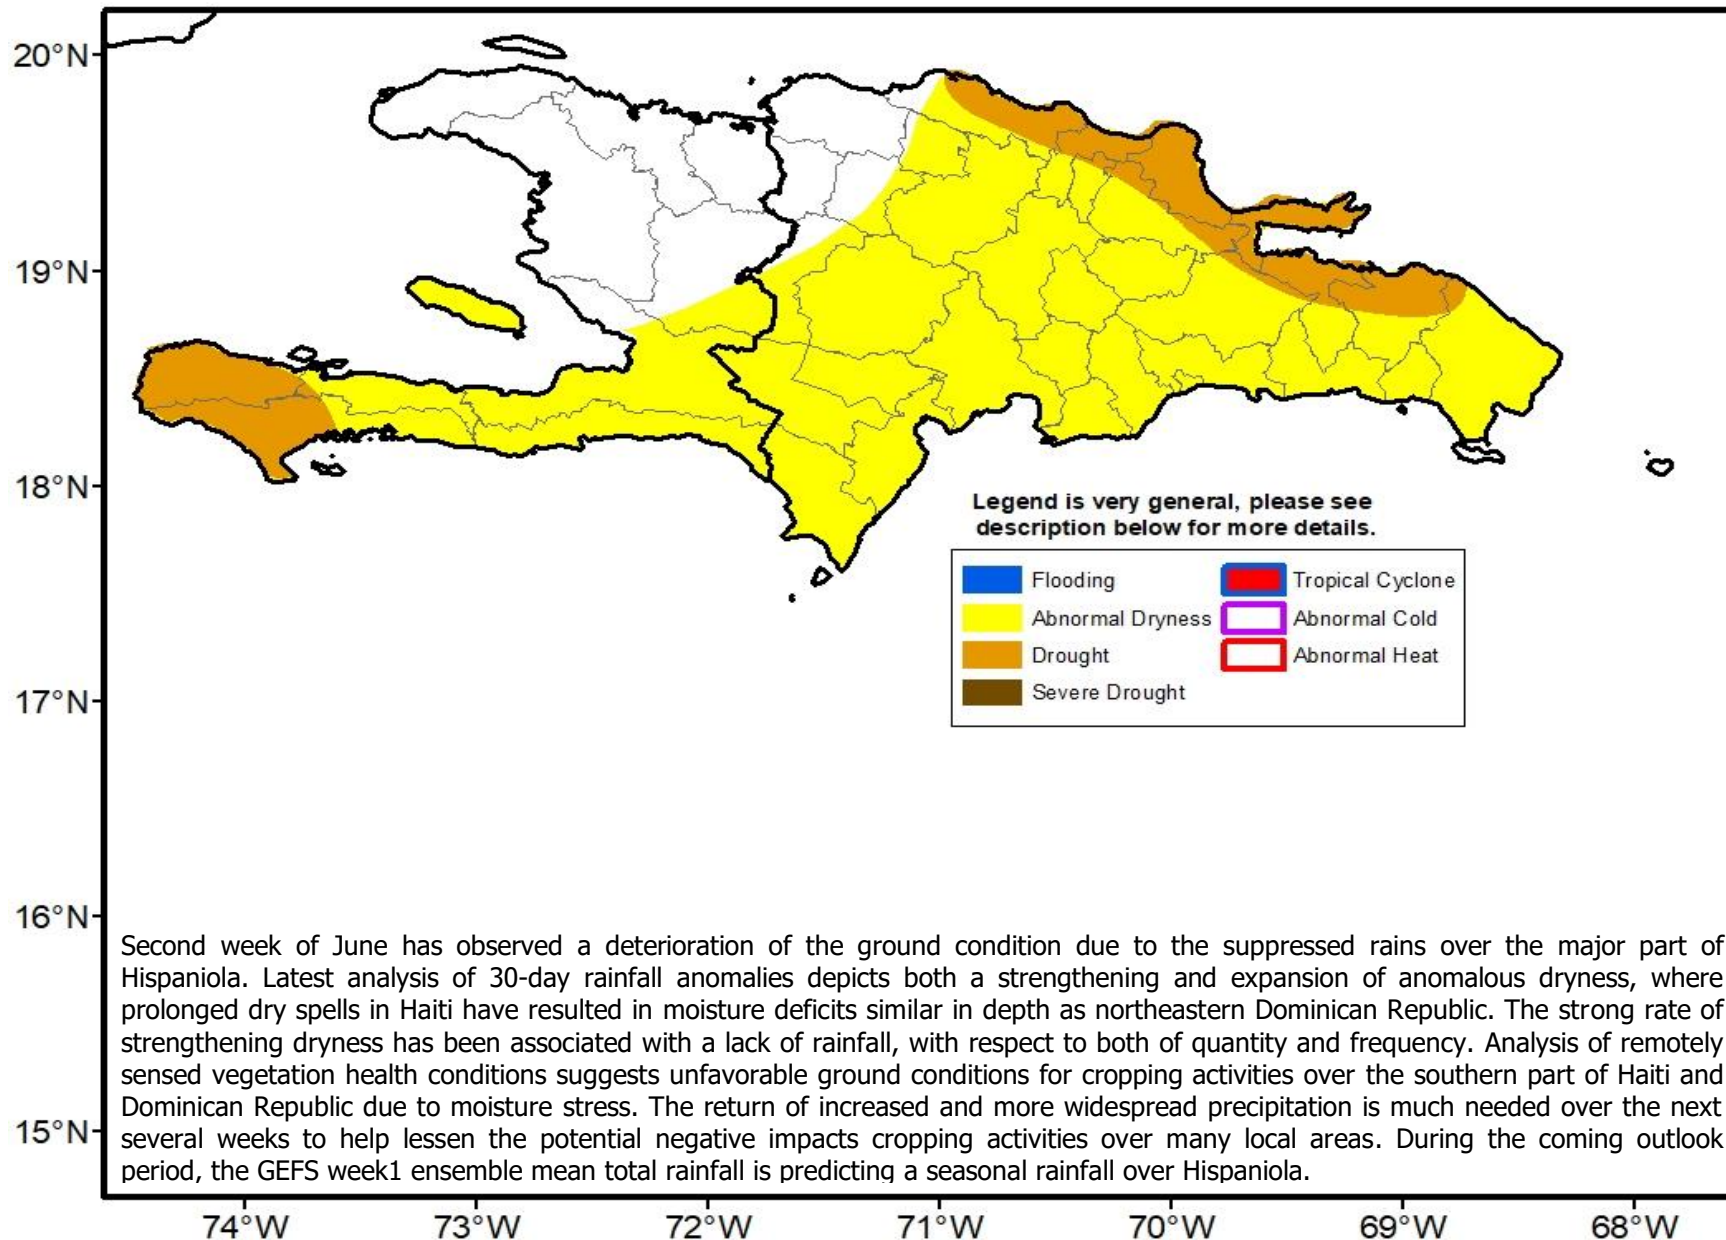 20°N
19°N
18°N
17°N
16°N
15°N
Legend is very general, please see
description below for more details.
Flooding
Tropical Cyclone
Abnormal Dryness
Abnormal Cold
Drought
Abnormal Heat
Severe Drought
Second week of June has observed a deterioration of the ground condition due to the suppressed rains over the major part of
Hispaniola. Latest analysis of 30-day rainfall anomalies depicts both a strengthening and expansion of anomalous dryness, where
prolonged dry spells in Haiti have resulted in moisture deficits similar in depth as northeastern Dominican Republic. The strong rate of
strengthening dryness has been associated with a lack of rainfall, with respect to both of quantity and frequency. Analysis of remotely
sensed vegetation health conditions suggests unfavorable ground conditions for cropping activities over the southern part of Haiti and
Dominican Republic due to moisture stress. The return of increased and more widespread precipitation is much needed over the next
several weeks to help lessen the potential negative impacts cropping activities over many local areas. During the coming outlook
period, the GEFS week1 ensemble mean total rainfall is predicting a seasonal rainfall over Hispaniola.
74°W
73°W
72°W
71°W
70°W
69°W
68°W